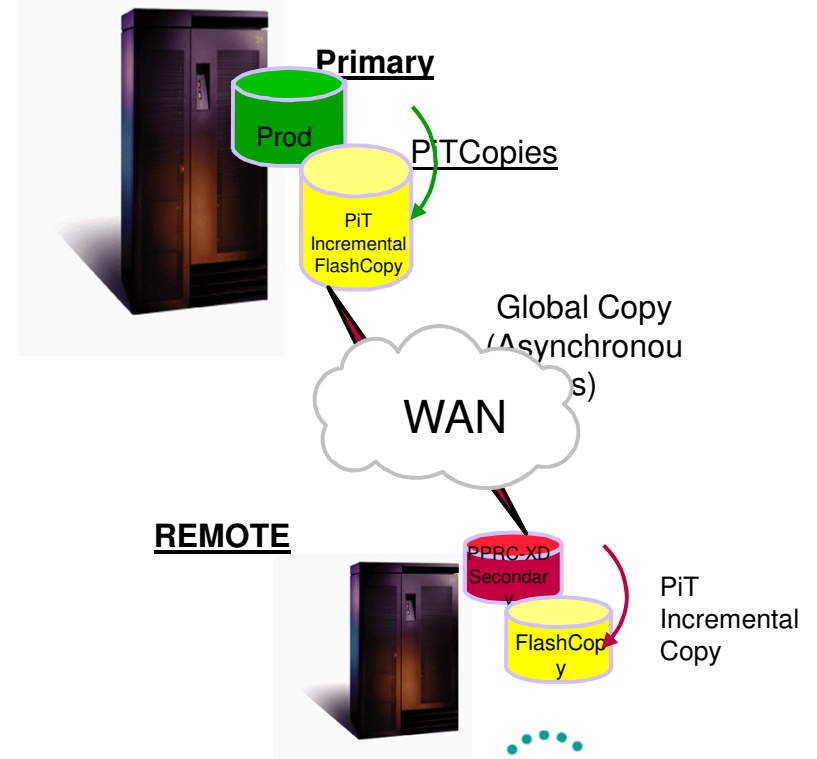 Primary
Prod
PiTCopies
PiT
Incremental
FlashCopy
Global Copy
(Asynchronou
s)
WAN
REMOTE
PPRC-XD
Secondar
y
FlashCop
y
PiT
Incremental
Copy